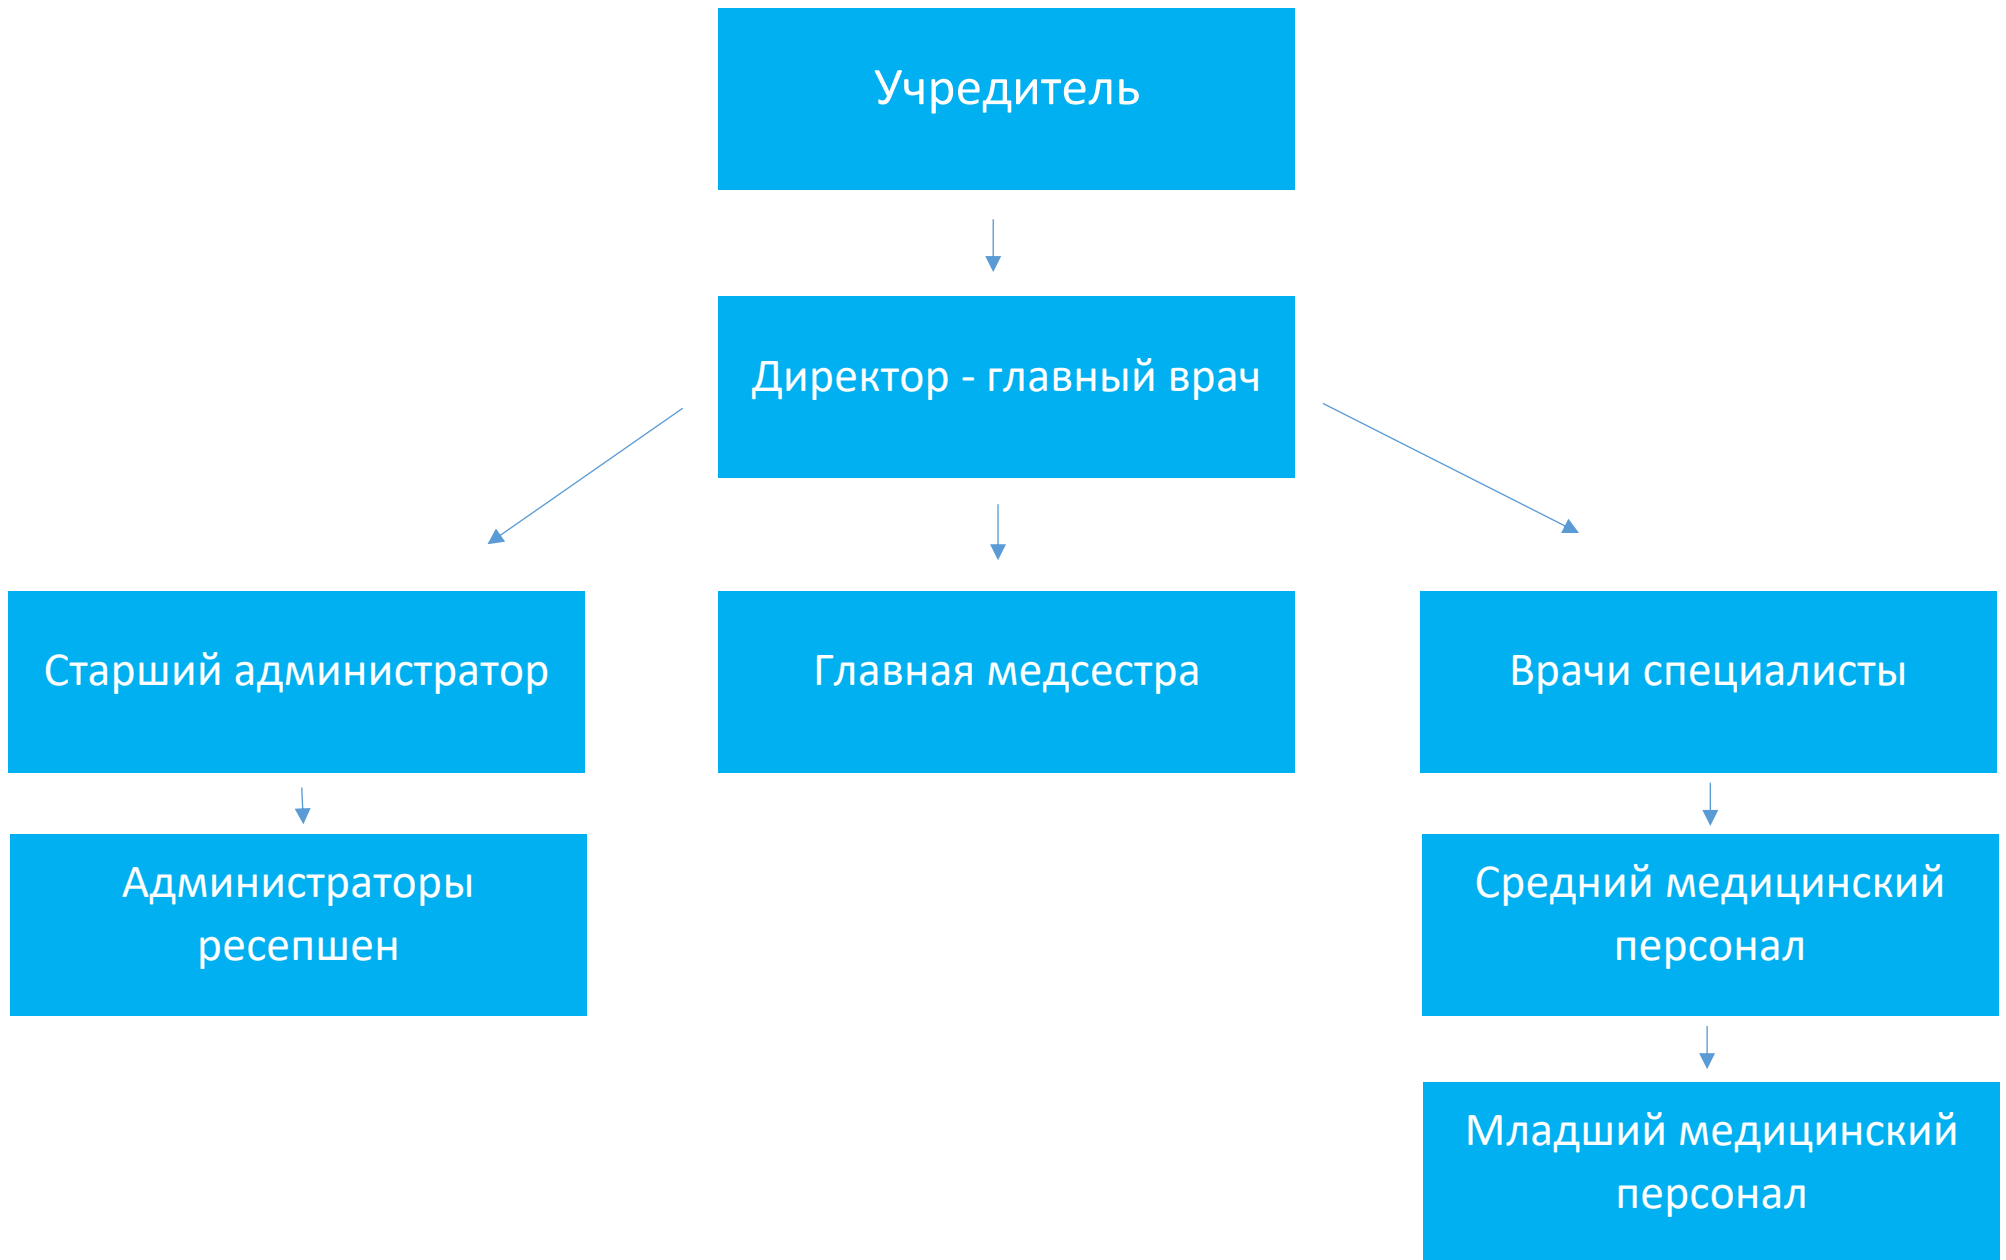 Учредитель
Директор - главный врач
Старший администратор
Главная медсестра
Врачи специалисты
Администраторы
ресепшен
Средний медицинский
персонал
Младший медицинский
персонал